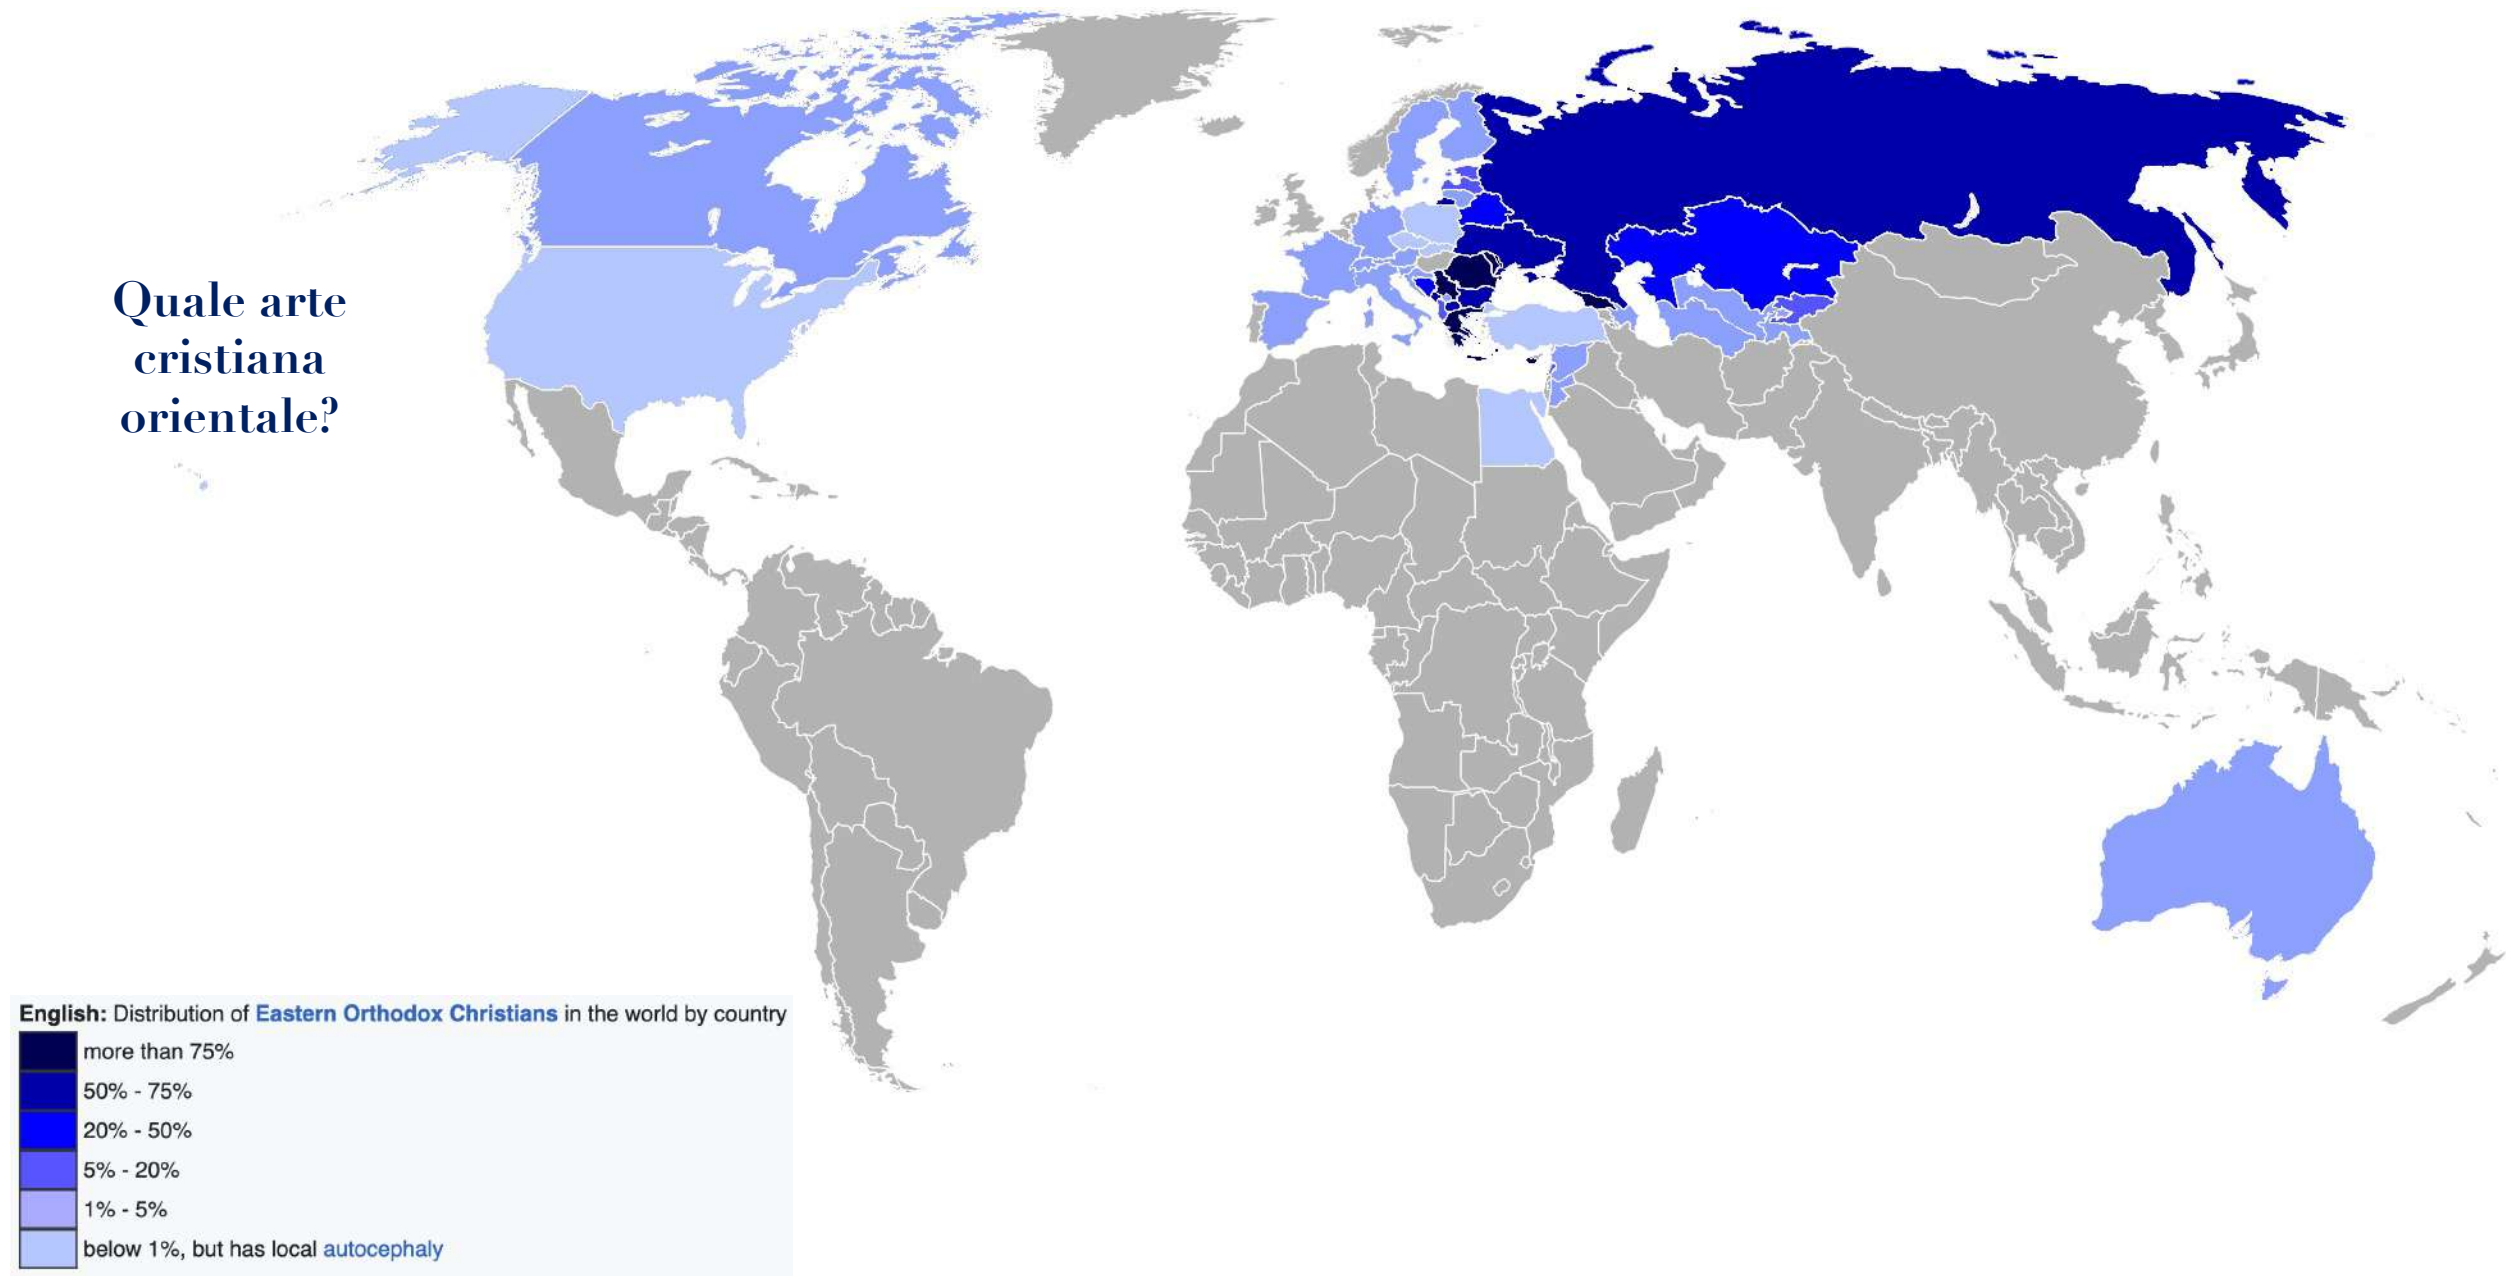 Quale arte
cristiana
orientale?
English: Distribution of Eastern Orthodox Christians in the world by country
more than 75%
50% - 75%
20% - 50%
5% - 20%
1% - 5%
below 1%, but has local autocephaly